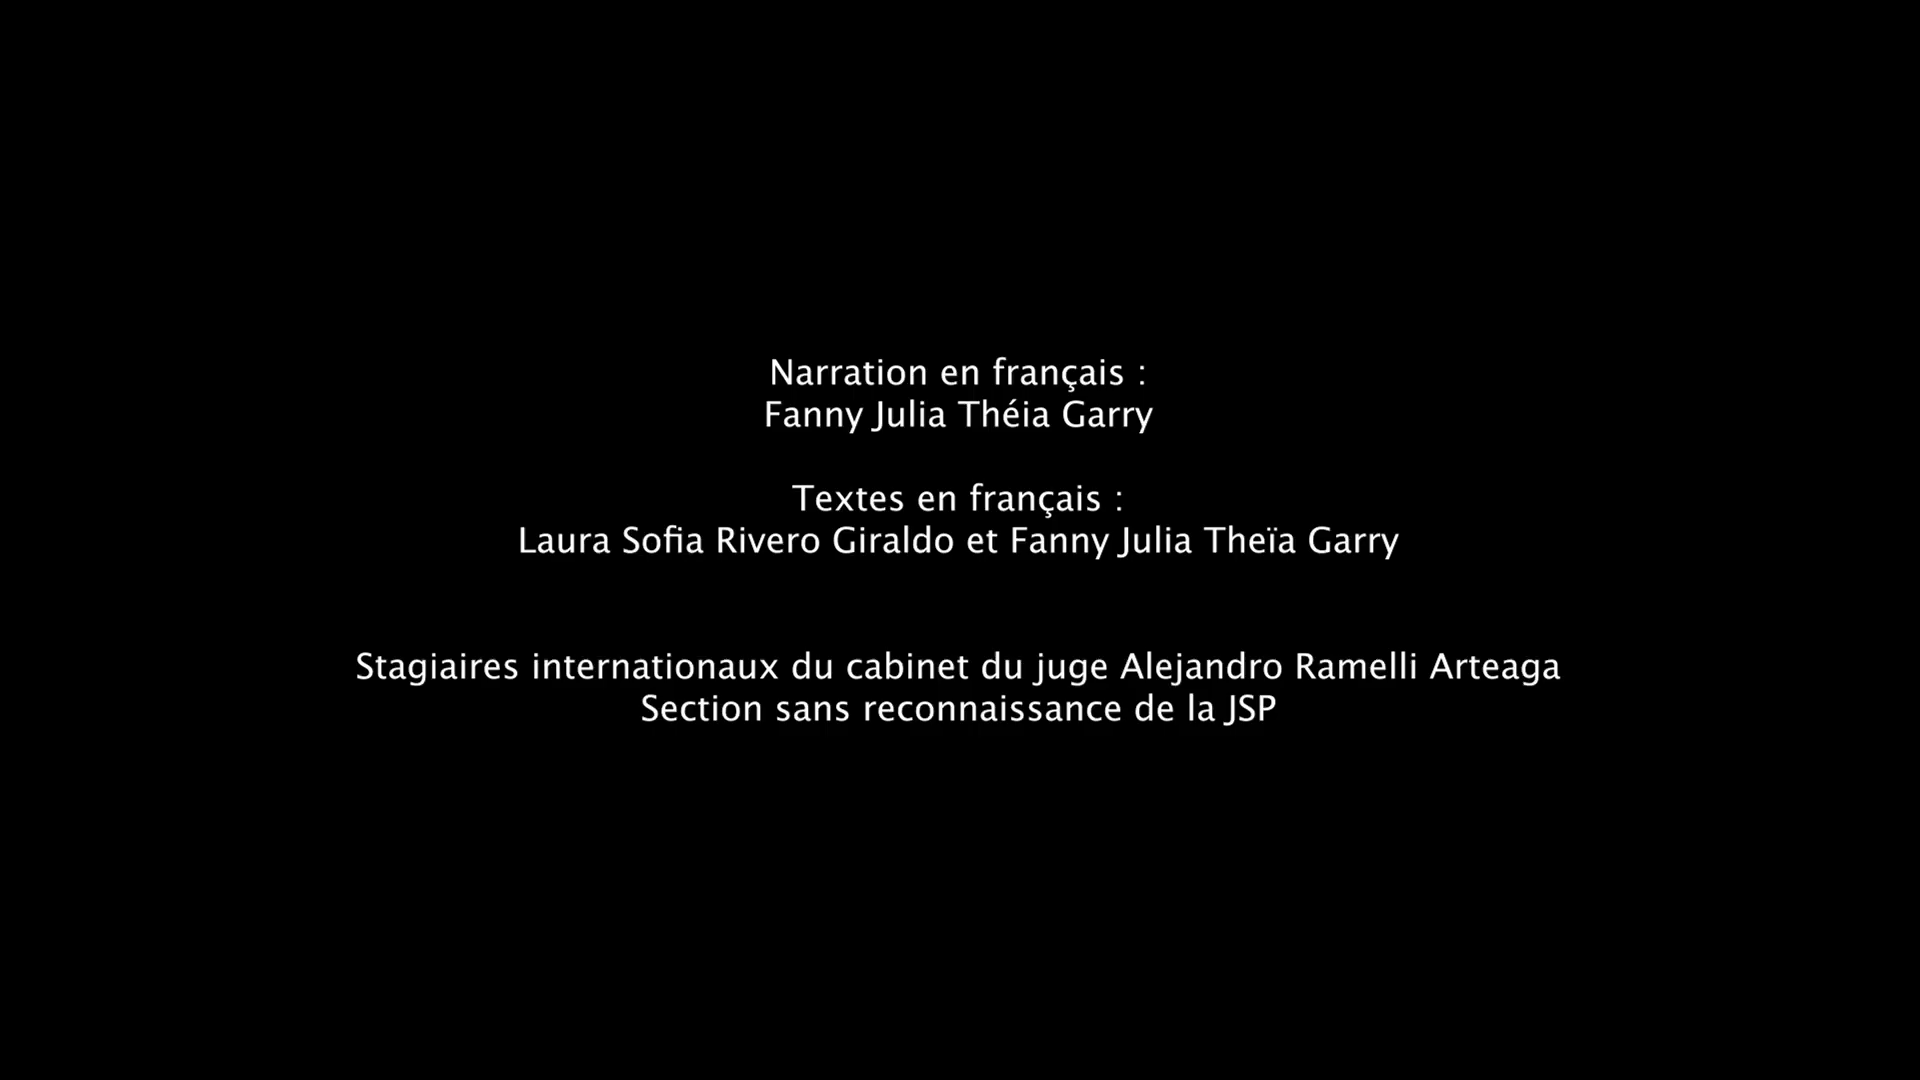 Narration en français :
Fanny Julia Théia Garry
Textes en français :
Laura Sofia Rivero Giraldo et Fanny Julia Theïa Garry
Stagiaires internationaux du cabinet du juge Alejandro Ramelli Arteaga
Section sans reconnaissance de la JSP